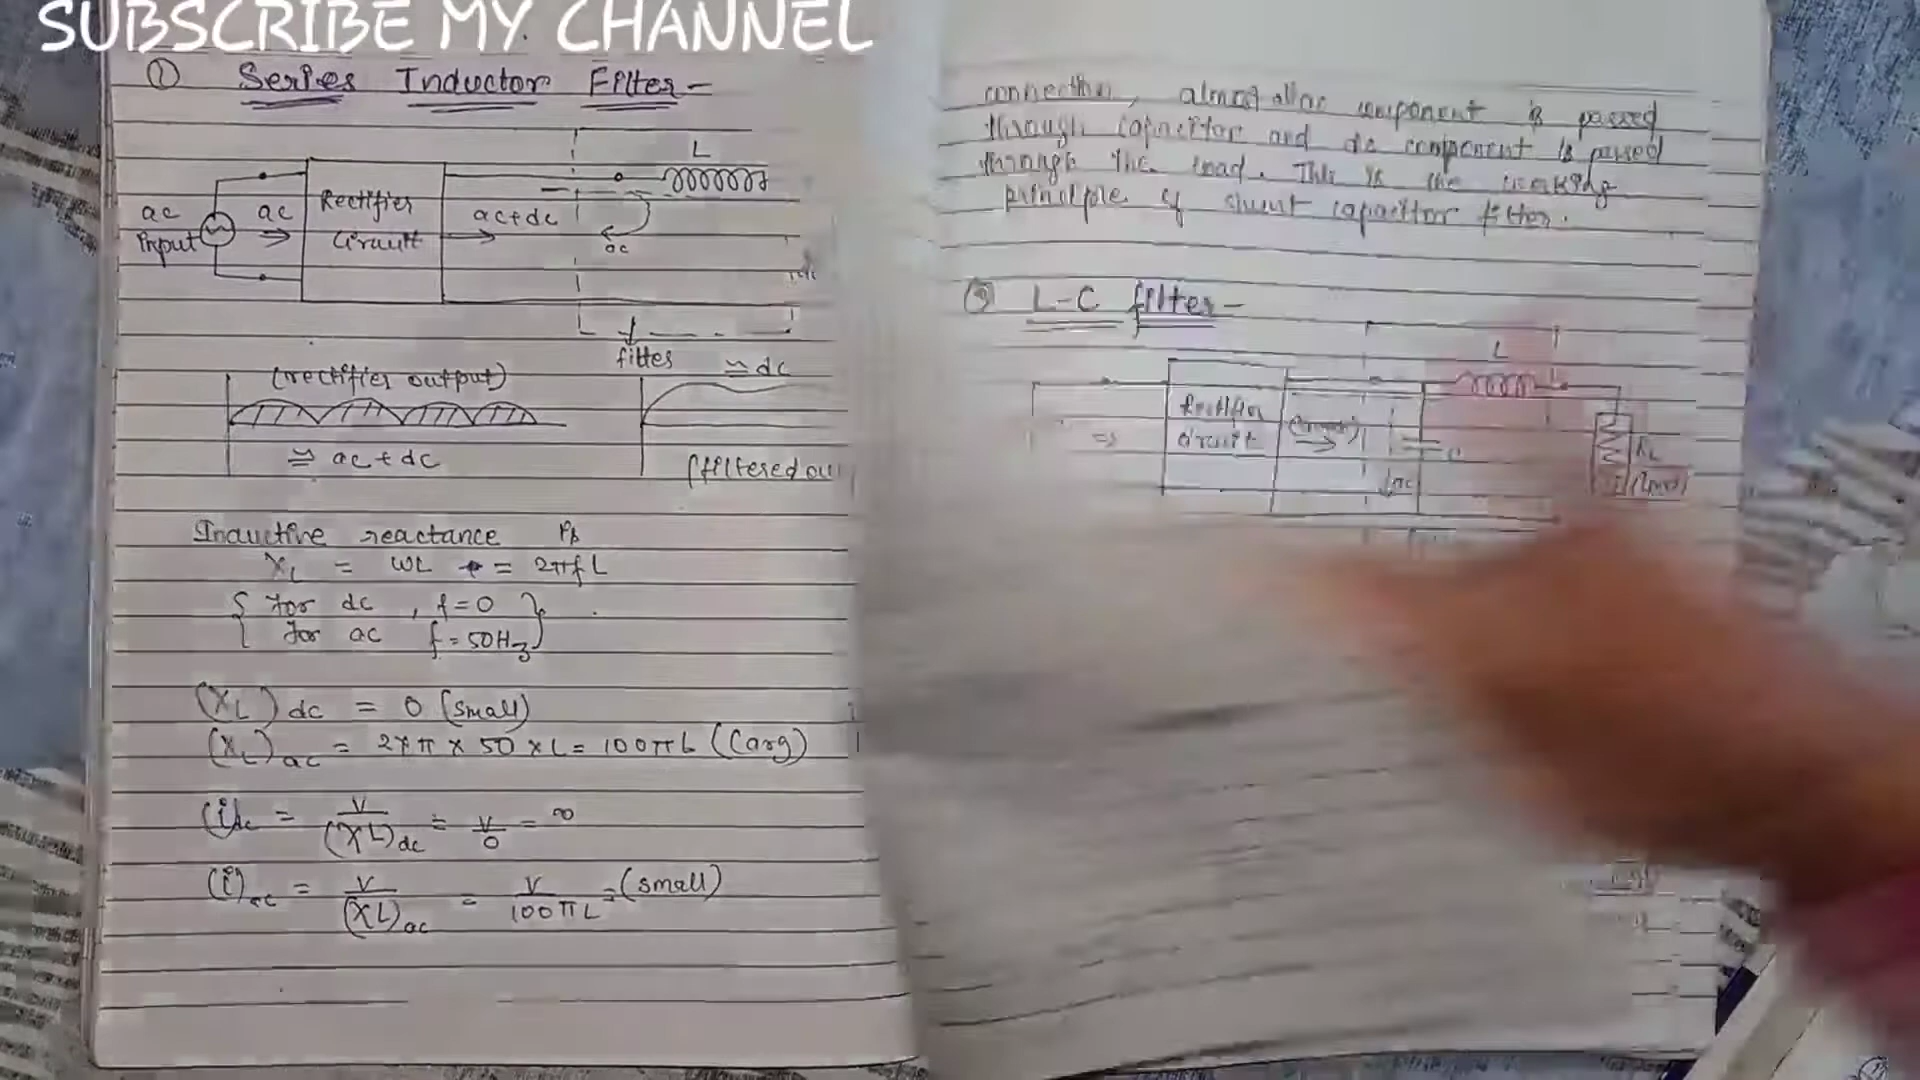 SUBSCRIBE MY CHANNEL
① Series Inductor Filter-
L
ac
input
ac
Rectifier
circuit
ac+dc
ac
filter
(rectifier output)
≅ dc
≅ ac+dc
(filtered ou
Inductive reactance is
XL = WL = 2πfL
{ for dc , f=0 }
{ for ac f=50Hz }
(XL)dc = 0 (small)
(XL)ac = 2×π×50×L = 100πL (Larg)
(i)dc = V/(XL)dc = V/0 = ∞
(i)ac = V/(XL)ac = V/100πL = (small)
connection, almost all ac component is passed
through capacitor and dc component is passed
through the load. This is the working
principle of shunt capacitor filter.
③ L-C filter-
L
Rectifier
circuit
C
ac
RL
(Load)